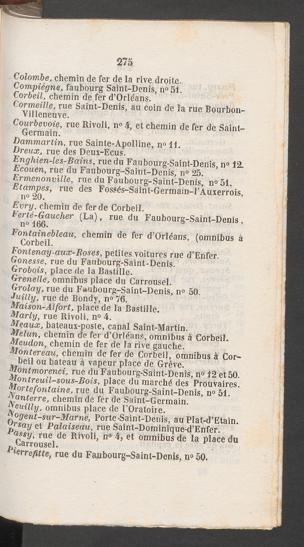 275
Colombe, chemin de fer de la rive droite.
Compiégne, faubourg Saint-Denis, nº 51.
Corbeil, chemin de fer d'Orléans.
Cormeille, rue Saint-Denis, au coin de la rue Bourbon-
Villeneuve.
Courbevoie, rue Rivoli, nº 4, et chemin de fer de Saint-
Germain.
Dammartin, rue Sainte-Apolline, nº 11.
Dreux, rue des Deux-Ecus.
Enghien-les-Bains, rue du Faubourg-Saint-Denis, nº 12.
Ecouen, rue du Faubourg-Saint-Denis, nº 25.
Ermenonville, rue du Faubourg-Saint-Denis, nº 51.
Etampes, rue des Fossés-Saint-Germain-l'Auxerrois,
nº 20.
Evry, chemin de fer de Corbeil.
Ferté-Gaucher (La), rue du Faubourg-Saint-Denis,
nº 166.
Fontainebleau, chemin de fer d'Orléans, (omnibus à
Corbeil.
Fontenay-aux-Roses, petites voitures rue d'Enfer.
Gonesse, rue du Faubourg-Saint-Denis.
Grobois, place de la Bastille.
Grenelle, omnibus place du Carrousel.
Grolay, rue du Faubourg-Saint-Denis, nº 50.
Juilly, rue de Bondy, nº 76.
Maison-Alfort, place de la Bastille.
Marly, rue Rivoli, nº 4.
Meaux, bateaux-poste, canal Saint-Martin.
Melun, chemin de fer d'Orléans, omnibus à Corbeil.
Meudon, chemin de fer de la rive gauche.
Montereau, chemin de fer de Corbeil, omnibus à Cor-
beil ou bateau à vapeur place de Grève.
Montmorenci, rue du Faubourg-Saint-Denis, nº 12 et 50.
Montreuil-sous-Bois, place du marché des Prouvaires.
Mortefontaine, rue du Faubourg-Saint-Denis, nº 51.
Nanterre, chemin de fer de Saint-Germain.
Neuilly, omnibus place de l'Oratoire.
Nogent-sur-Marne, Porte-Saint-Denis, au Plat-d'Etain.
Orsay et Palaiseau, rue Saint-Dominique-d'Enfer.
Passy, rue de Rivoli, nº 4, et omnibus de la place du
Carrousel.
Pierrefitte, rue du Faubourg-Saint-Denis, nº 50.